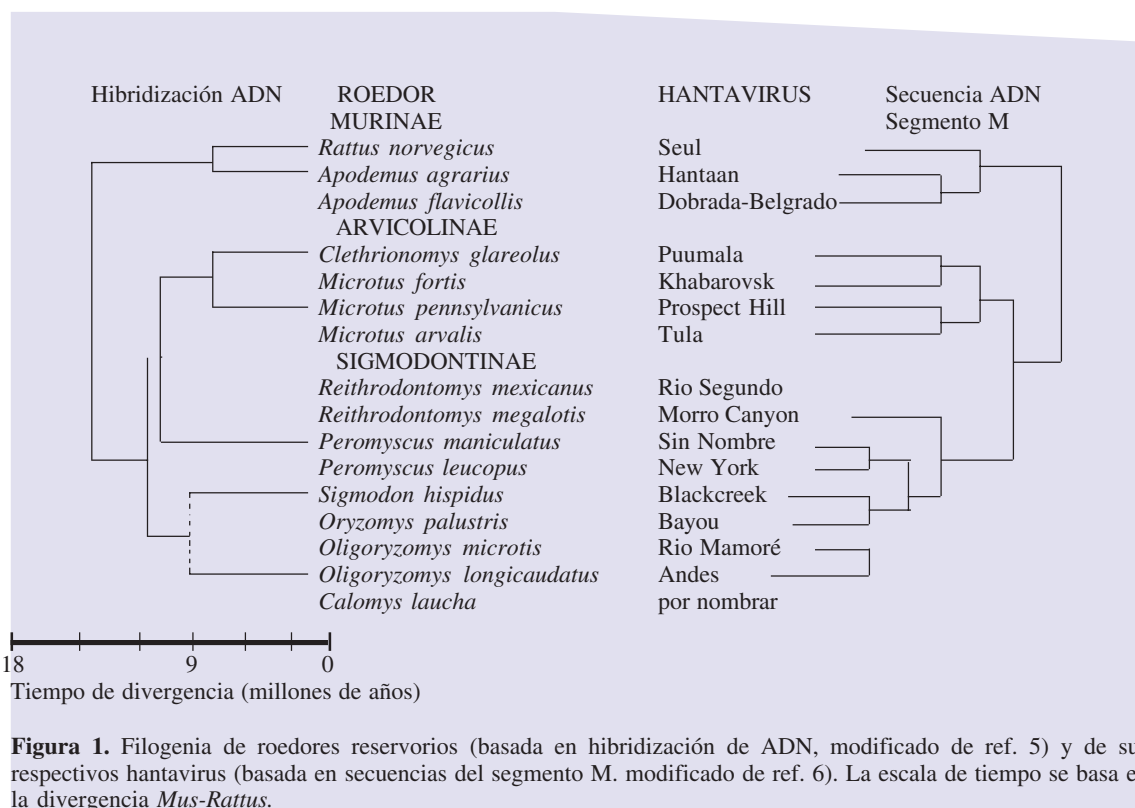 Hibridización ADN ROEDOR HANTAVIRUS Secuencia ADN
MURINAE Segmento M
Rattus norvegicus Seul
Apodemus agrarius Hantaan
Apodemus flavicollis Dobrada-Belgrado
ARVICOLINAE
Clethrionomys glareolus Puumala
Microtus fortis Khabarovsk
Microtus pennsylvanicus Prospect Hill
Microtus arvalis Tula
SIGMODONTINAE
Reithrodontomys mexicanus Rio Segundo
Reithrodontomys megalotis Morro Canyon
Peromyscus maniculatus Sin Nombre
Peromyscus leucopus New York
Sigmodon hispidus Blackcreek
Oryzomys palustris Bayou
Oligoryzomys microtis Rio Mamoré
Oligoryzomys longicaudatus Andes
Calomys laucha por nombrar
18 9 0
Tiempo de divergencia (millones de años)
Figura 1. Filogenia de roedores reservorios (basada en hibridización de ADN, modificado de ref. 5) y de su
respectivos hantavirus (basada en secuencias del segmento M. modificado de ref. 6). La escala de tiempo se basa e
la divergencia Mus-Rattus.